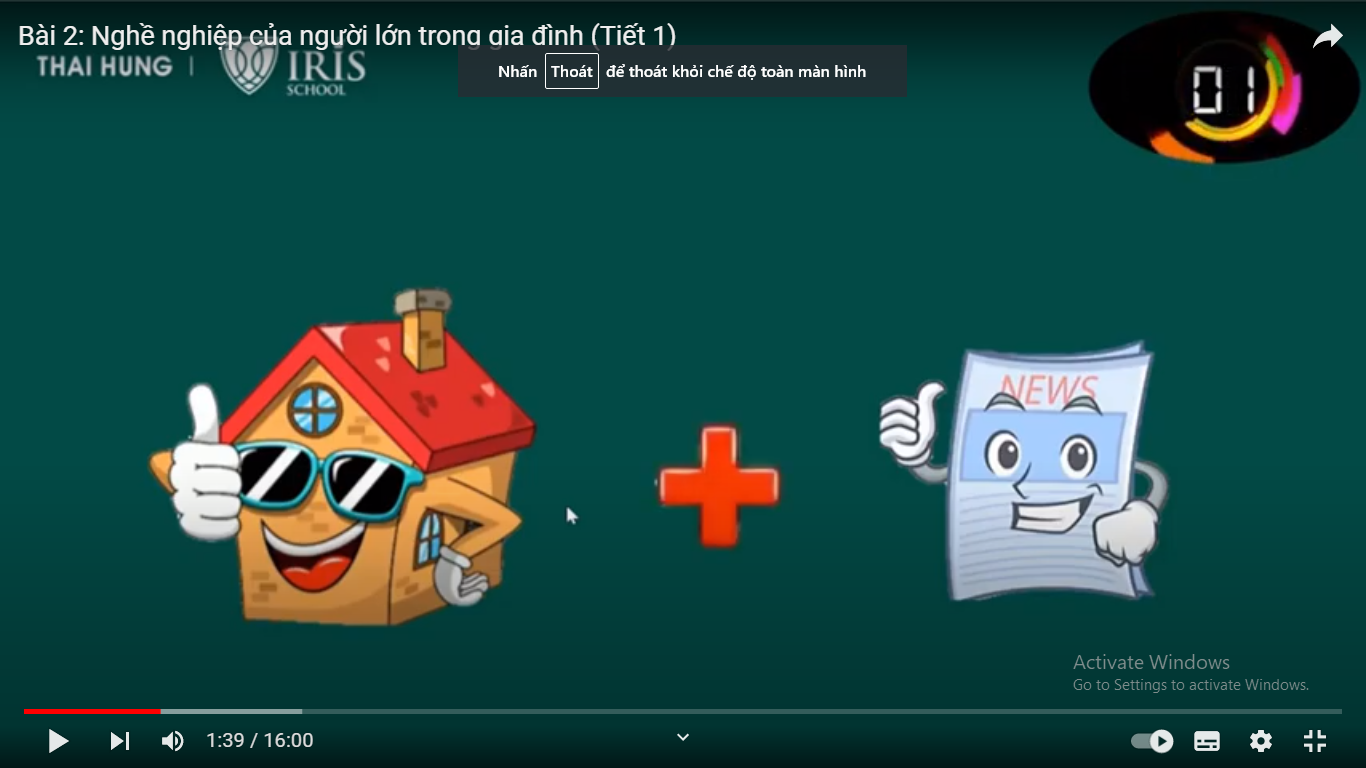 Bài 2: Nghề nghiệp của người lớn trong gia đình (Tiết 1)
THAI HUNG | IRIS
SCHOOL
Nhấn Thoát để thoát khỏi chế độ toàn màn hình
01
NEWS
Activate Windows
Go to Settings to activate Windows.
1:39 / 16:00